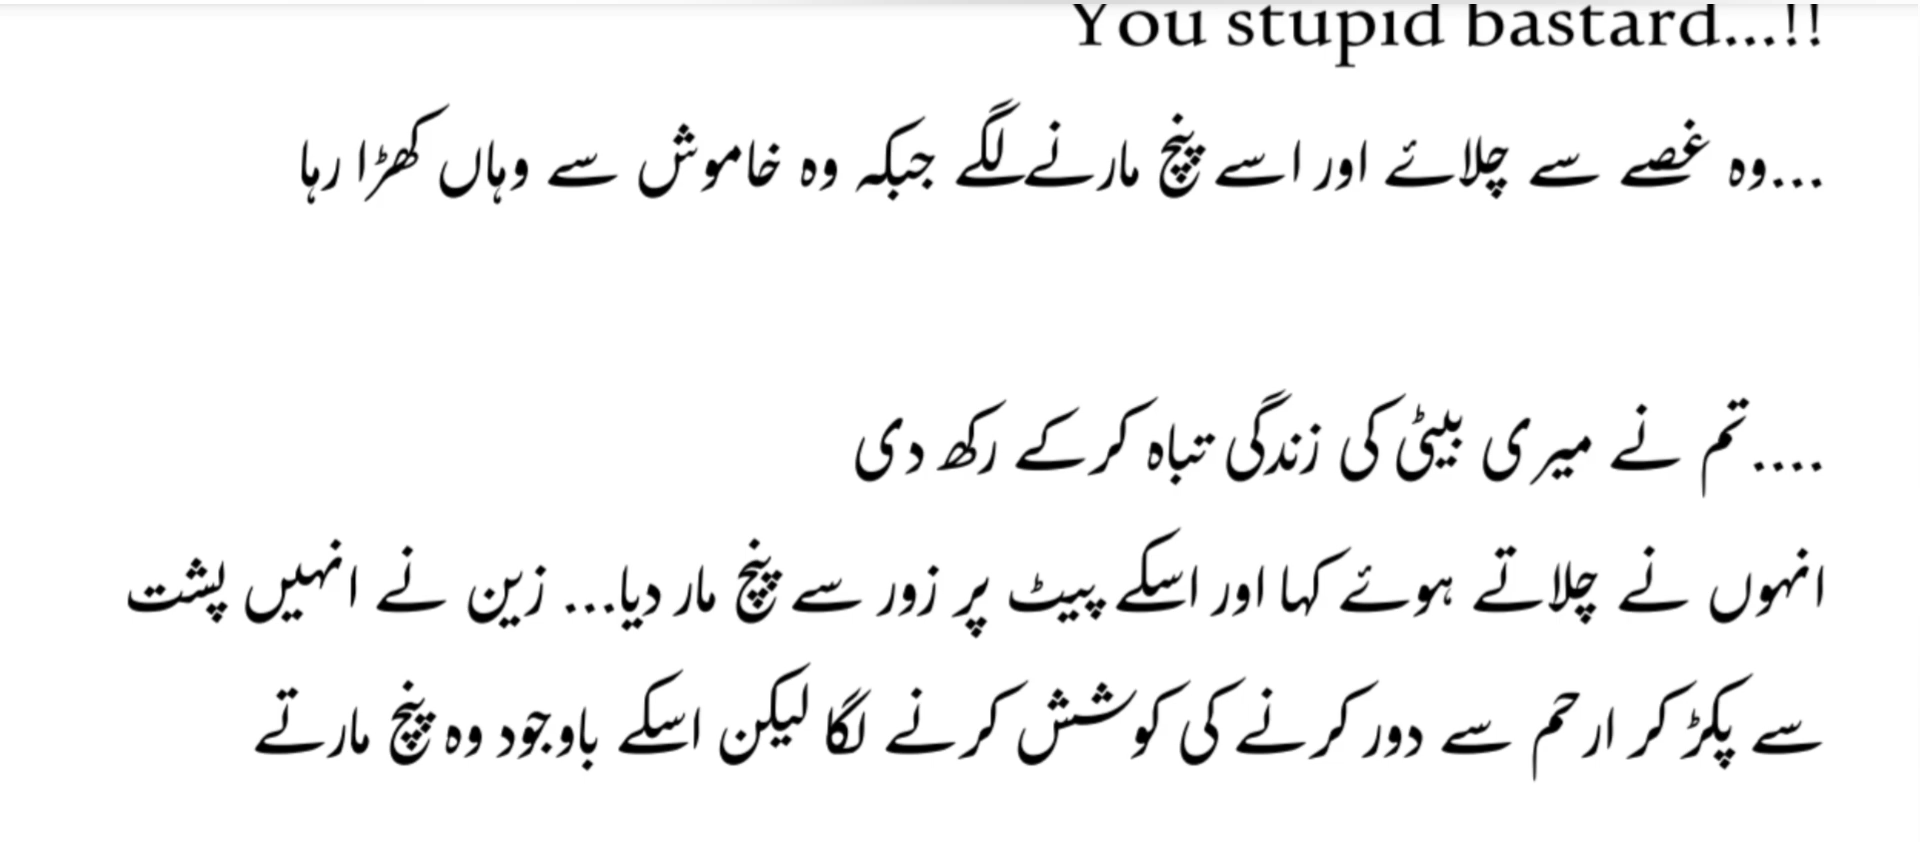 You stupid bastard...!!
وہ غصے سے چلائے اور اسے پنچ مارنے لگے جبکہ وہ خاموش سے وہاں کھڑا رہا...
تم نے میری بیٹی کی زندگی تباہ کر کے رکھ دی....
انہوں نے چلاتے ہوئے کہا اور اسکے پیٹ پر زور سے پنچ مار دیا... زین نے انہیں پشت
سے پکڑ کر ارحم سے دور کرنے کی کوشش کرنے لگا لیکن اسکے باوجود وہ پنچ مارتے